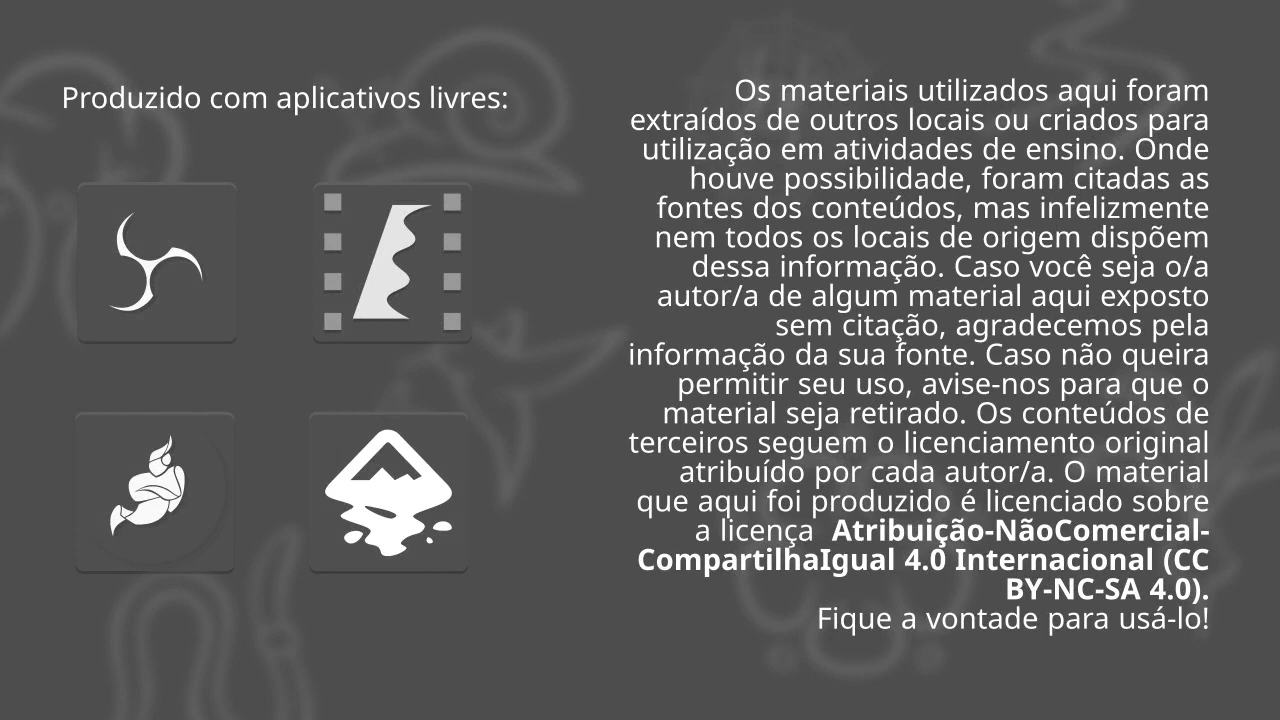 Produzido com aplicativos livres:
Os materiais utilizados aqui foram
extraídos de outros locais ou criados para
utilização em atividades de ensino. Onde
houve possibilidade, foram citadas as
fontes dos conteúdos, mas infelizmente
nem todos os locais de origem dispõem
dessa informação. Caso você seja o/a
autor/a de algum material aqui exposto
sem citação, agradecemos pela
informação da sua fonte. Caso não queira
permitir seu uso, avise-nos para que o
material seja retirado. Os conteúdos de
terceiros seguem o licenciamento original
atribuído por cada autor/a. O material
que aqui foi produzido é licenciado sobre
a licença Atribuição-NãoComercial-
CompartilhaIgual 4.0 Internacional (CC
BY-NC-SA 4.0).
Fique a vontade para usá-lo!